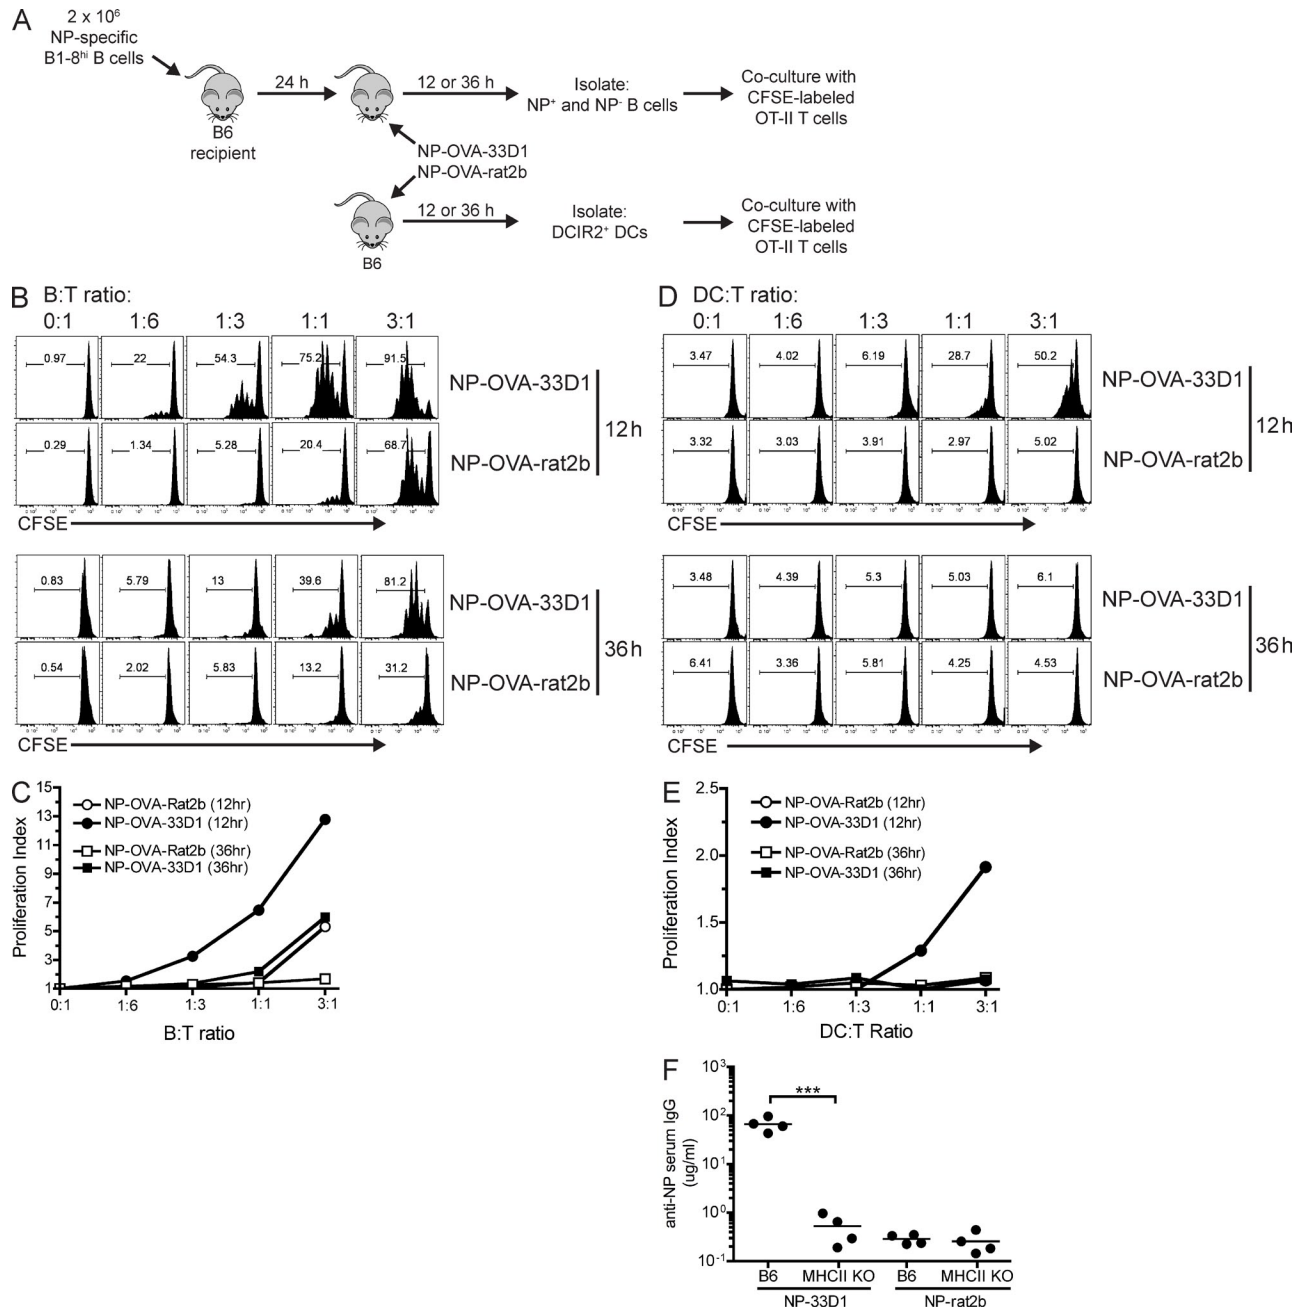 A
2 x 10⁶
NP-specific
B1-8ʰⁱ B cells
B6
recipient
24 h
12 or 36 h
Isolate:
NP⁺ and NP⁻ B cells
Co-culture with
CFSE-labeled
OT-II T cells
NP-OVA-33D1
NP-OVA-rat2b
B6
12 or 36 h
Isolate:
DCIR2⁺ DCs
Co-culture with
CFSE-labeled
OT-II T cells
B B:T ratio:
0:1 1:6 1:3 1:1 3:1
0.97 22 54.3 75.2 91.5
NP-OVA-33D1
0.29 1.34 5.28 20.4 68.7
NP-OVA-rat2b
12h
CFSE
0.83 5.79 13 39.6 81.2
NP-OVA-33D1
0.54 2.02 5.83 13.2 31.2
NP-OVA-rat2b
36h
CFSE
D DC:T ratio:
0:1 1:6 1:3 1:1 3:1
3.47 4.02 6.19 28.7 50.2
NP-OVA-33D1
3.32 3.03 3.91 2.97 5.02
NP-OVA-rat2b
12h
CFSE
3.48 4.39 5.3 5.03 6.1
NP-OVA-33D1
6.41 3.36 5.81 4.25 4.53
NP-OVA-rat2b
36h
CFSE
C
Proliferation Index
15
13
11
9
7
5
3
1
NP-OVA-Rat2b (12hr)
NP-OVA-33D1 (12hr)
NP-OVA-Rat2b (36hr)
NP-OVA-33D1 (36hr)
0:1 1:6 1:3 1:1 3:1
B:T ratio
E
Proliferation Index
2.5
2.0
1.5
1.0
NP-OVA-Rat2b (12hr)
NP-OVA-33D1 (12hr)
NP-OVA-Rat2b (36hr)
NP-OVA-33D1 (36hr)
0:1 1:6 1:3 1:1 3:1
DC:T Ratio
F
anti-NP serum IgG
(ug/ml)
10³
10²
10¹
10⁰
10⁻¹
***
B6 MHCII KO B6 MHCII KO
NP-33D1 NP-rat2b